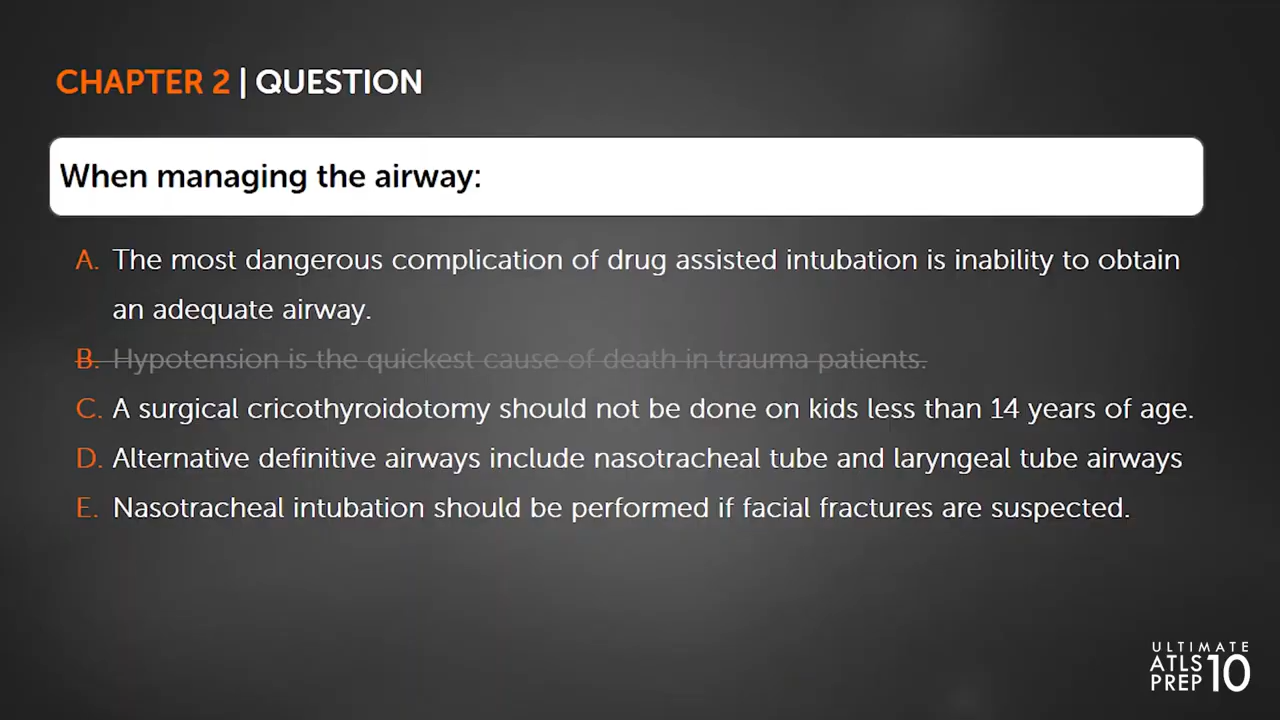 CHAPTER 2 | QUESTION
When managing the airway:
A. The most dangerous complication of drug assisted intubation is inability to obtain
an adequate airway.
B. Hypotension is the quickest cause of death in trauma patients.
C. A surgical cricothyroidotomy should not be done on kids less than 14 years of age.
D. Alternative definitive airways include nasotracheal tube and laryngeal tube airways
E. Nasotracheal intubation should be performed if facial fractures are suspected.
ULTIMATE
ATLS
PREP 10